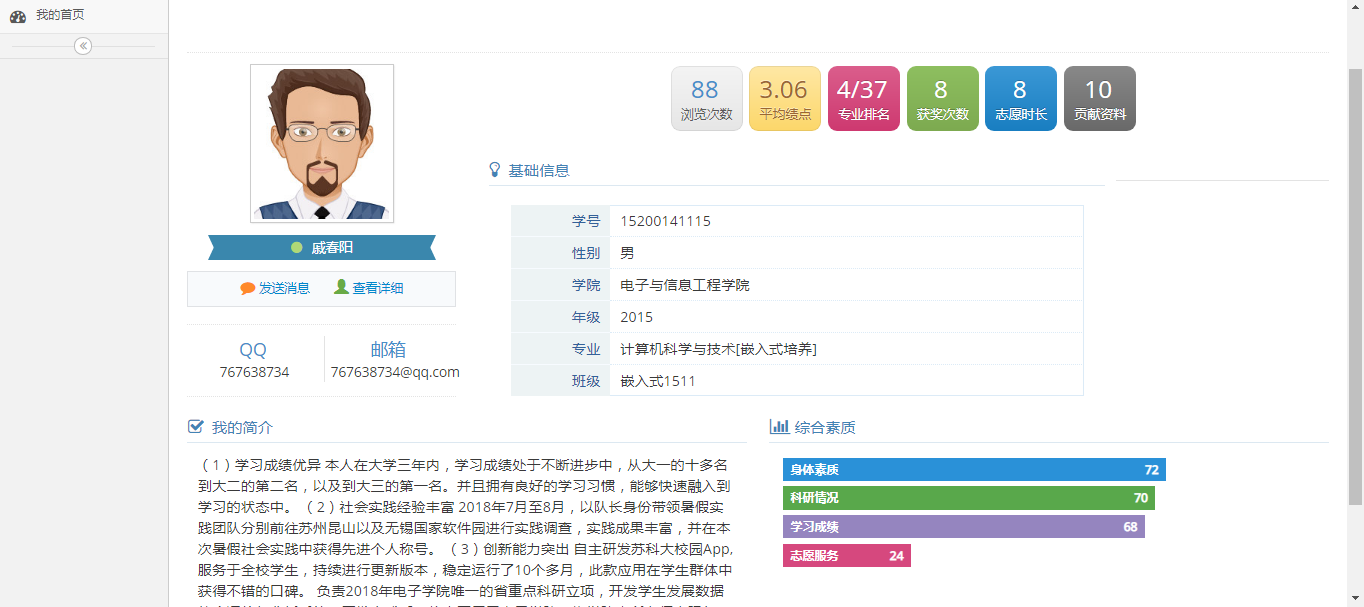 我的首页
88
浏览次数
3.06
平均绩点
4/37
专业排名
8
获奖次数
8
志愿时长
10
贡献资料
戚春阳
发送消息 查看详细
QQ
767638734
邮箱
767638734@qq.com
基础信息
学号 15200141115
性别 男
学院 电子与信息工程学院
年级 2015
专业 计算机科学与技术[嵌入式培养]
班级 嵌入式1511
我的简介
（1）学习成绩优异 本人在大学三年内，学习成绩处于不断进步中，从大一的十多名
到大二的第二名，以及到大三的第一名。并且拥有良好的学习习惯，能够快速融入到
学习的状态中。（2）社会实践经验丰富 2018年7月至8月，以队长身份带领暑假实
践团队分别前往苏州昆山以及无锡国家软件园进行实践调查，实践成果丰富，并在本
次暑假社会实践中获得先进个人称号。（3）创新能力突出 自主研发苏科大校园App,
服务于全校学生，持续进行更新版本，稳定运行了10个多月，此款应用在学生群体中
获得不错的口碑。 负责2018年电子学院唯一的省重点科研立项，开发学生发展数据
综合素质
身体素质 72
科研情况 70
学习成绩 68
志愿服务 24